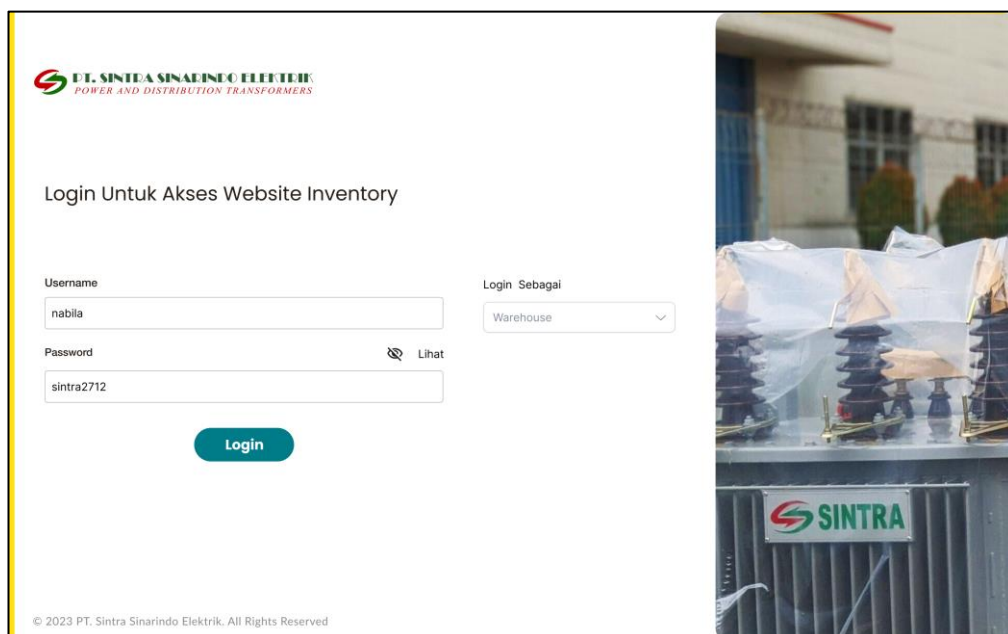 PT. SINTRA SINARINDO ELEKTRIK
POWER AND DISTRIBUTION TRANSFORMERS
Login Untuk Akses Website Inventory
Username
nabila
Login Sebagai
Warehouse
Password
Lihat
sintra2712
Login
SINTRA
© 2023 PT. Sintra Sinarindo Elektrik. All Rights Reserved